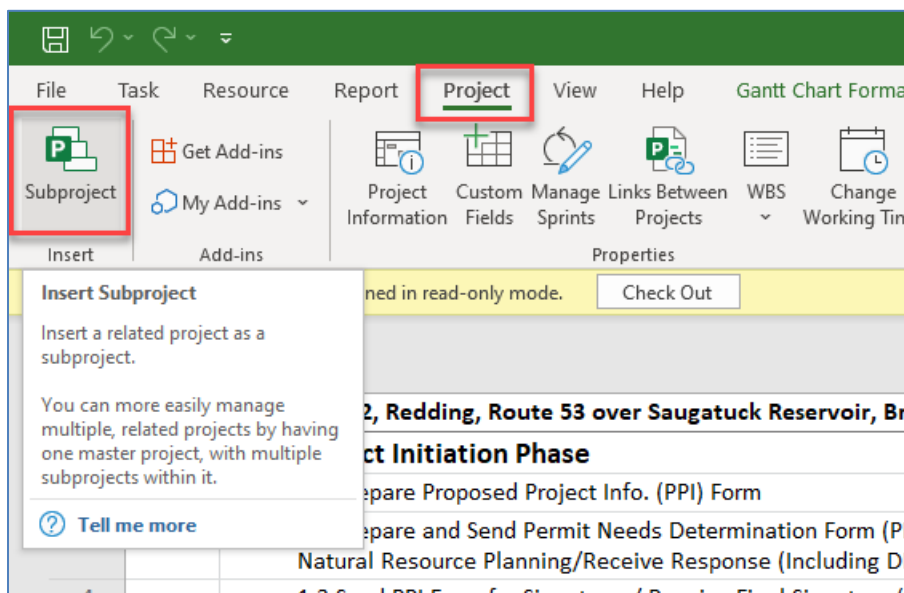 File Task Resource Report Project View Help Gantt Chart Forma
Subproject
Get Add-ins
My Add-ins
Project Information
Custom Fields
Manage Sprints
Links Between Projects
WBS
Change Working Tin
Insert Add-ins Properties
Insert Subproject
Insert a related project as a
subproject.
You can more easily manage
multiple, related projects by having
one master project, with multiple
subprojects within it.
Tell me more
ned in read-only mode. Check Out
2, Redding, Route 53 over Saugatuck Reservoir, Br
ct Initiation Phase
epare Proposed Project Info. (PPI) Form
epare and Send Permit Needs Determination Form (P
Natural Resource Planning/Receive Response (Including D